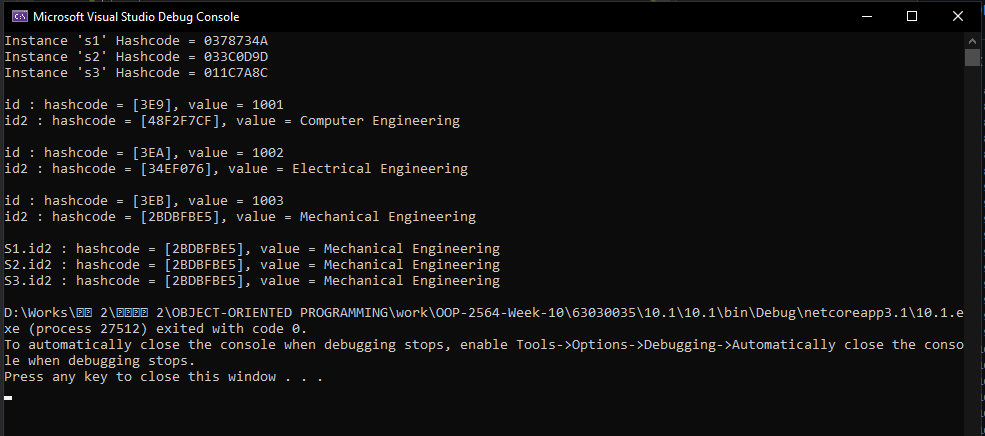 Microsoft Visual Studio Debug Console
Instance 's1' Hashcode = 0378734A
Instance 's2' Hashcode = 033C0D9D
Instance 's3' Hashcode = 011C7A8C
id : hashcode = [3E9], value = 1001
id2 : hashcode = [48F2F7CF], value = Computer Engineering
id : hashcode = [3EA], value = 1002
id2 : hashcode = [34EF076], value = Electrical Engineering
id : hashcode = [3EB], value = 1003
id2 : hashcode = [2BDBFBE5], value = Mechanical Engineering
S1.id2 : hashcode = [2BDBFBE5], value = Mechanical Engineering
S2.id2 : hashcode = [2BDBFBE5], value = Mechanical Engineering
S3.id2 : hashcode = [2BDBFBE5], value = Mechanical Engineering
D:\Works\ 2\ 2\OBJECT-ORIENTED PROGRAMMING\work\OOP-2564-Week-10\63030035\10.1\10.1\bin\Debug\netcoreapp3.1\10.1.e
xe (process 27512) exited with code 0.
To automatically close the console when debugging stops, enable Tools->Options->Debugging->Automatically close the conso
le when debugging stops.
Press any key to close this window . . .